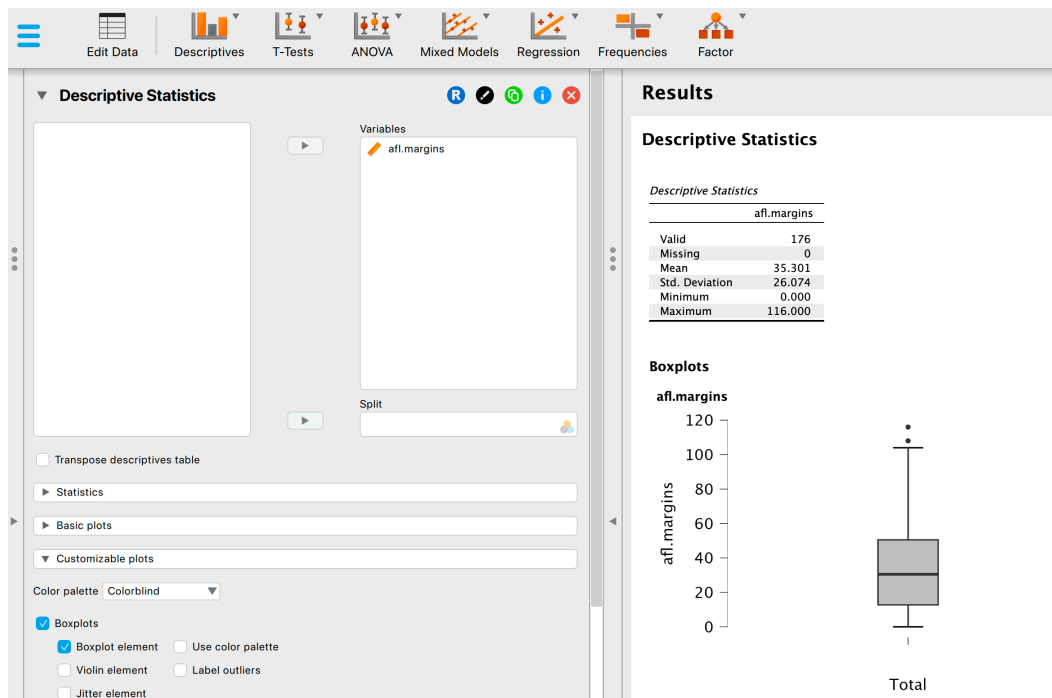 Edit Data
Descriptives
T-Tests
ANOVA
Mixed Models
Regression
Frequencies
Factor
Descriptive Statistics
R
i
Variables
afl.margins
Split
Transpose descriptives table
Statistics
Basic plots
Customizable plots
Color palette Colorblind
Boxplots
Boxplot element Use color palette
Violin element Label outliers
Jitter element
Results
Descriptive Statistics
Descriptive Statistics
afl.margins
Valid 176
Missing 0
Mean 35.301
Std. Deviation 26.074
Minimum 0.000
Maximum 116.000
Boxplots
afl.margins
120
100
80
60
40
20
0
afl.margins
Total